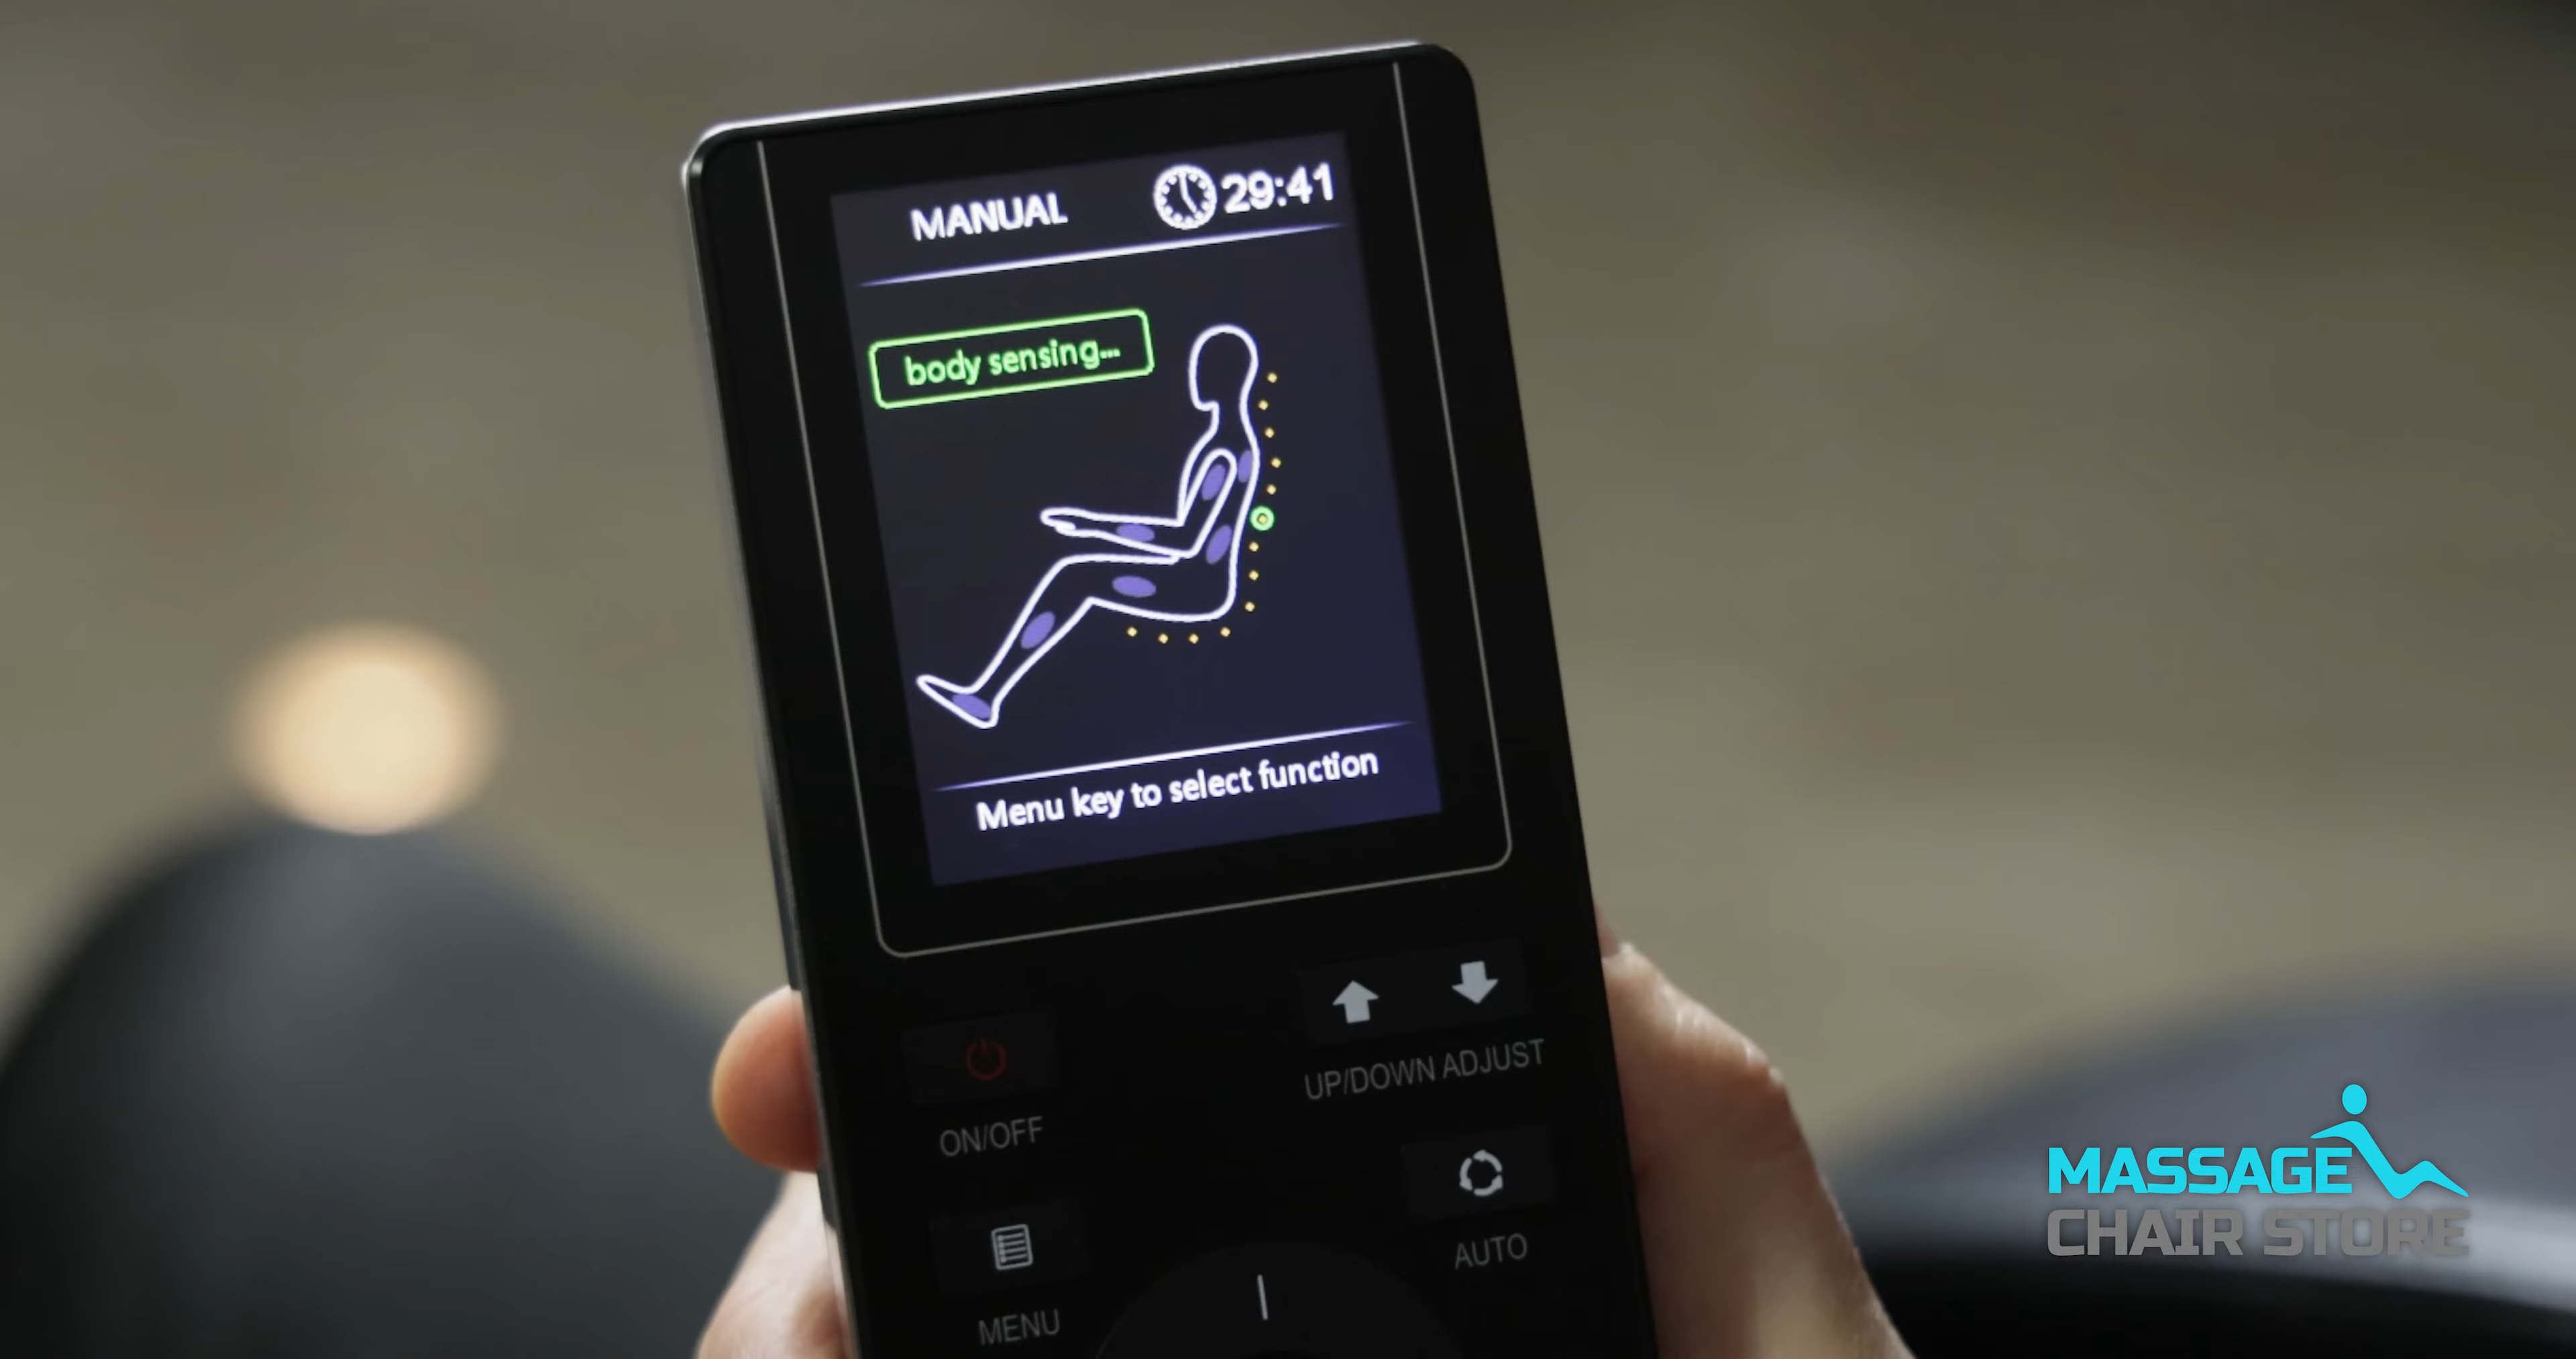 MANUAL 29:41
body sensing...
Menu key to select function
UP/DOWN ADJUST
ON/OFF
AUTO
MENU
MASSAGE
CHAIR STORE